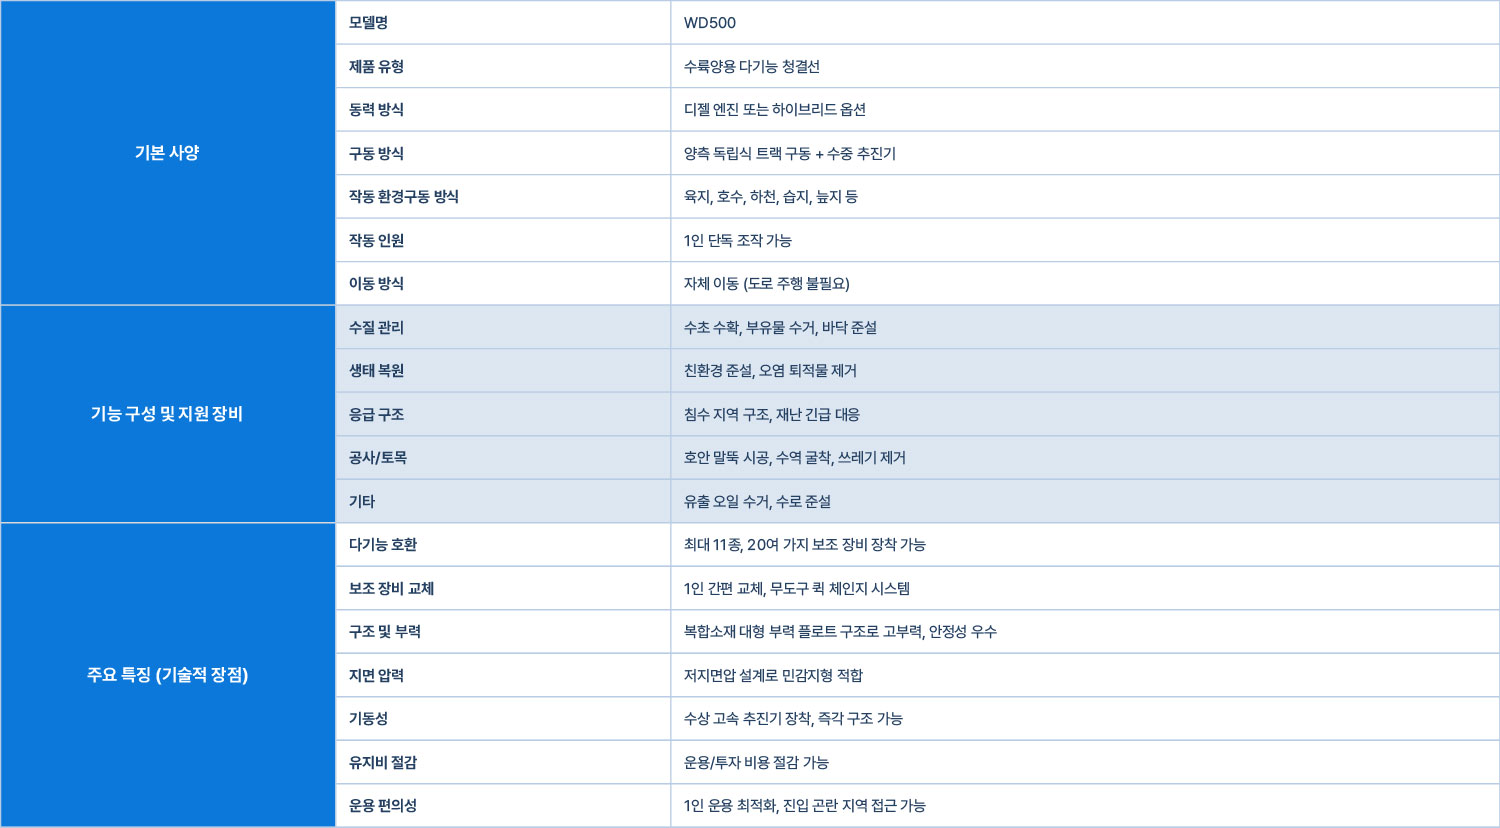 기본 사양
모델명 WD500
제품 유형 수륙양용 다기능 청결선
동력 방식 디젤 엔진 또는 하이브리드 옵션
구동 방식 양측 독립식 트랙 구동 + 수중 추진기
작동 환경구동 방식 육지, 호수, 하천, 습지, 늪지 등
작동 인원 1인 단독 조작 가능
이동 방식 자체 이동 (도로 주행 불필요)
기능 구성 및 지원 장비
수질 관리 수초 수확, 부유물 수거, 바닥 준설
생태 복원 친환경 준설, 오염 퇴적물 제거
응급 구조 침수 지역 구조, 재난 긴급 대응
공사/토목 호안 말뚝 시공, 수역 굴착, 쓰레기 제거
기타 유출 오일 수거, 수로 준설
주요 특징 (기술적 장점)
다기능 호환 최대 11종, 20여 가지 보조 장비 장착 가능
보조 장비 교체 1인 간편 교체, 무도구 퀵 체인지 시스템
구조 및 부력 복합소재 대형 부력 플로트 구조로 고부력, 안정성 우수
지면 압력 저지면압 설계로 민감지형 적합
기동성 수상 고속 추진기 장착, 즉각 구조 가능
유지비 절감 운용/투자 비용 절감 가능
운용 편의성 1인 운용 최적화, 진입 곤란 지역 접근 가능